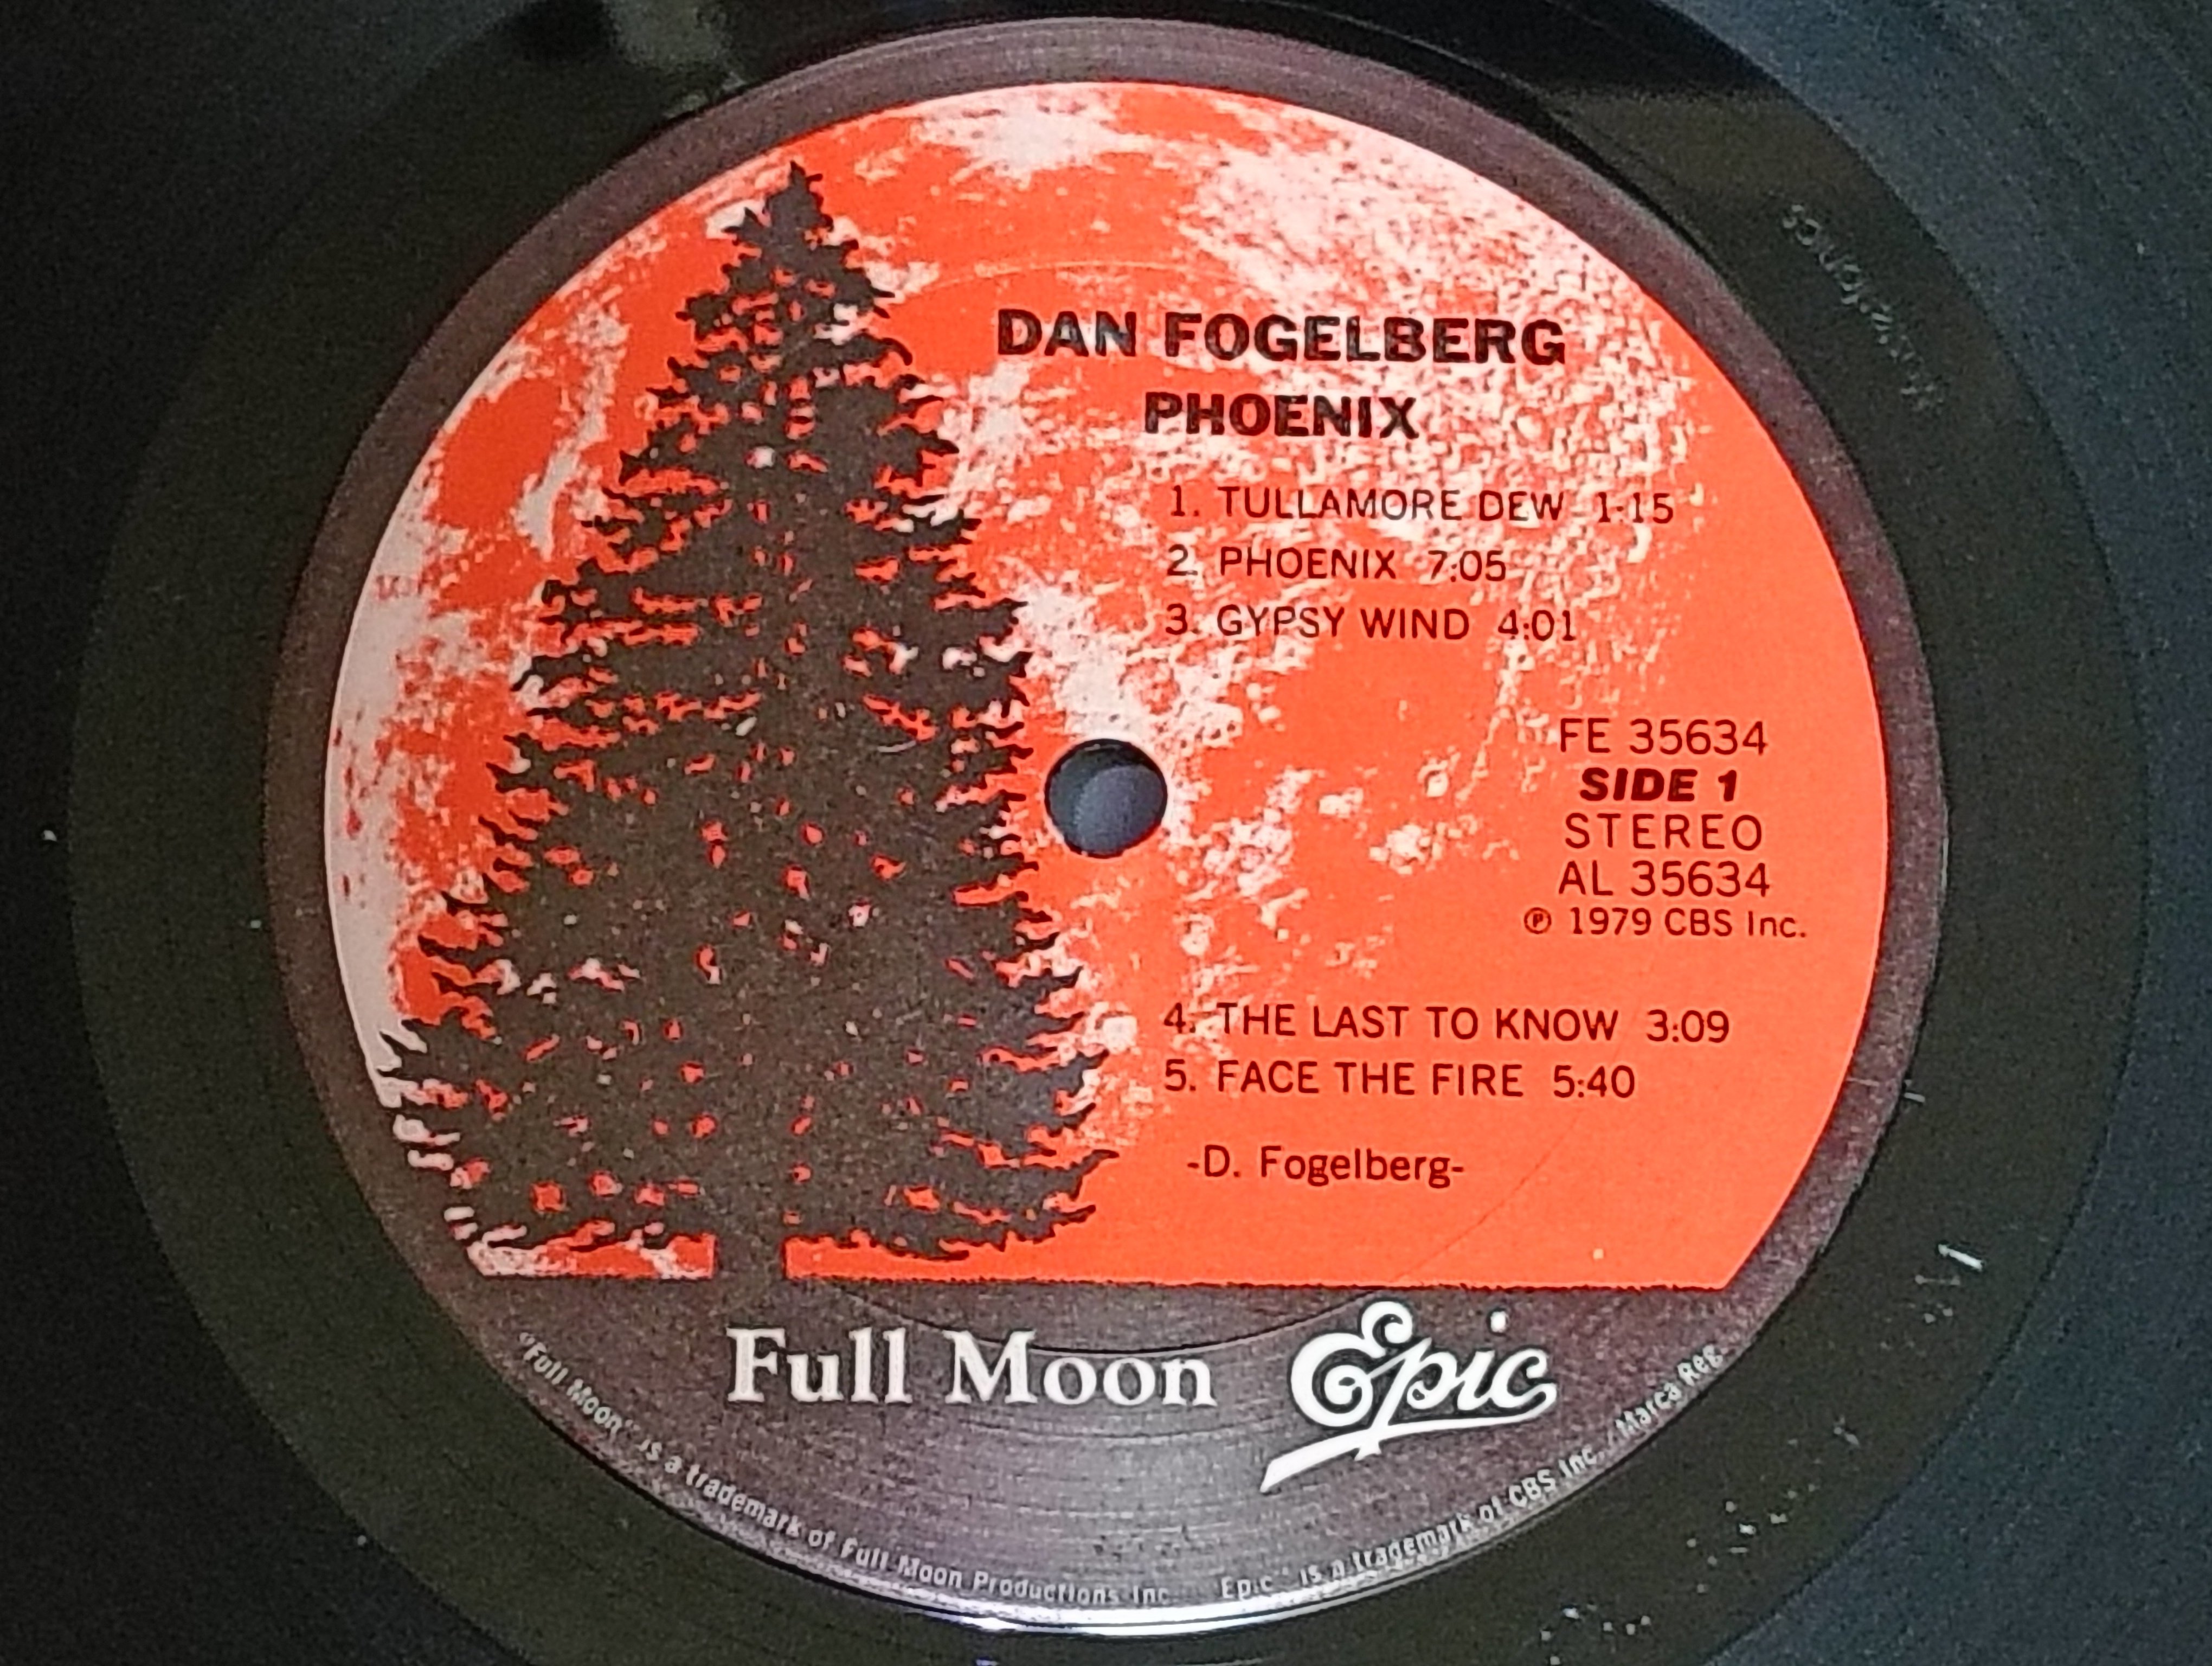 DAN FOGELBERG
PHOENIX
1. TULLAMORE DEW 1:15
2. PHOENIX 7:05
3. GYPSY WIND 4:01
FE 35634
SIDE 1
STEREO
AL 35634
℗ 1979 CBS Inc.
4. THE LAST TO KNOW 3:09
5. FACE THE FIRE 5:40
-D. Fogelberg-
Full Moon Epic
"Full Moon" is a trademark of Full Moon Productions Inc. Epic" is a trademark of CBS Inc. Marca Reg.